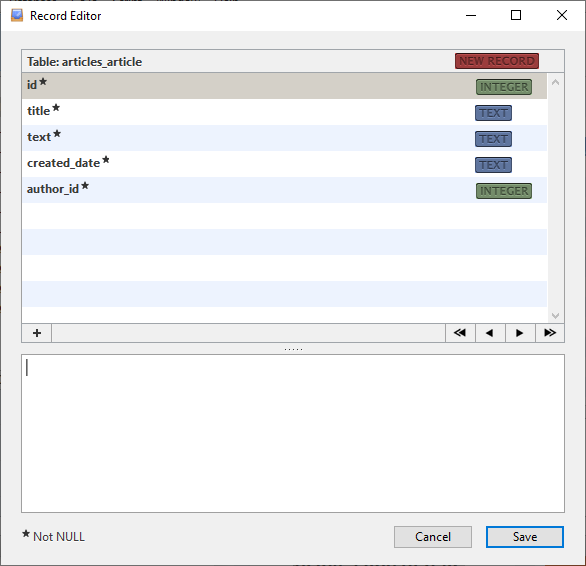 Record Editor
Table: articles_article NEW RECORD
id★ INTEGER
title★ TEXT
text★ TEXT
created_date★ TEXT
author_id★ INTEGER
+
★ Not NULL Cancel Save